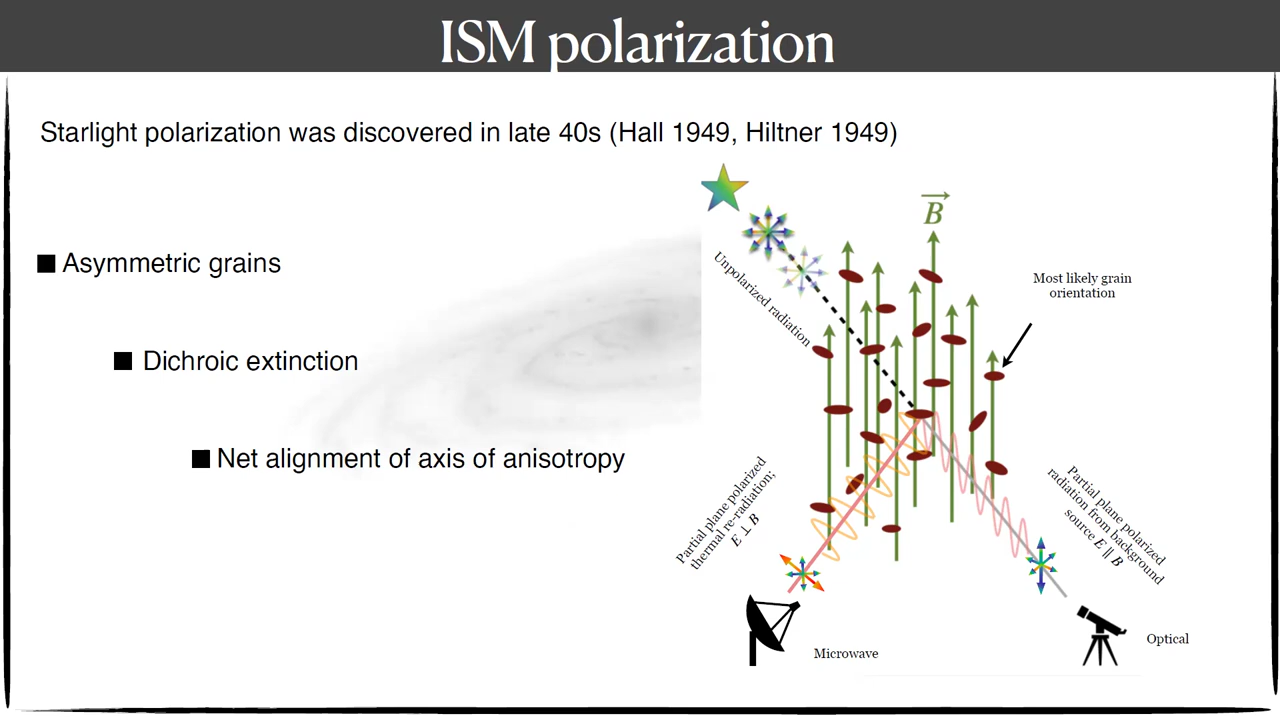 ISM polarization
Starlight polarization was discovered in late 40s (Hall 1949, Hiltner 1949)
■ Asymmetric grains
■ Dichroic extinction
■ Net alignment of axis of anisotropy
Unpolarized radiation
B
Most likely grain
orientation
Partial plane polarized
thermal re-radiation;
E ⊥ B
Partial plane polarized
radiation from background
source E ∥ B
Microwave
Optical